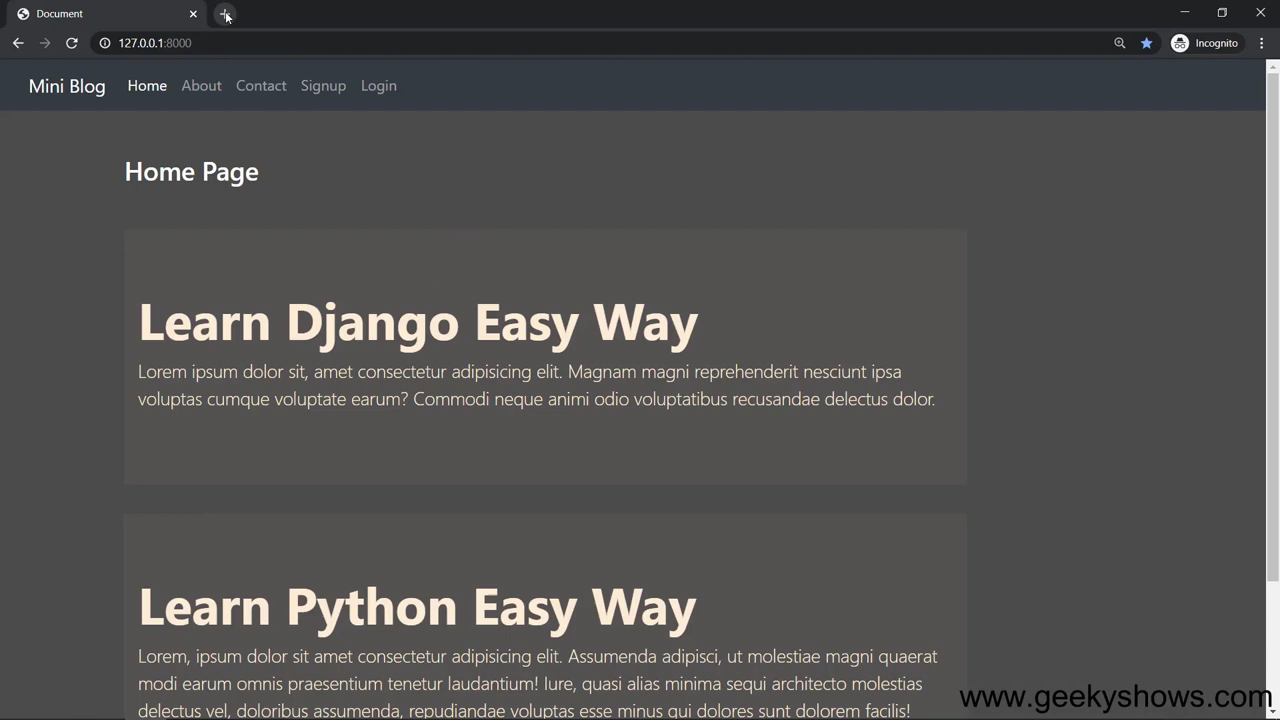 Document
127.0.0.1:8000
Incognito
Mini Blog Home About Contact Signup Login
Home Page
Learn Django Easy Way
Lorem ipsum dolor sit, amet consectetur adipisicing elit. Magnam magni reprehenderit nesciunt ipsa
voluptas cumque voluptate earum? Commodi neque animi odio voluptatibus recusandae delectus dolor.
Learn Python Easy Way
Lorem, ipsum dolor sit amet consectetur adipisicing elit. Assumenda adipisci, ut molestiae magni quaerat
modi earum omnis praesentium tenetur laudantium! Iure, quasi alias minima sequi architecto molestias
delectus vel, doloribus assumenda, repudiandae voluptas esse minus qui dolores sunt dolorem facilis!
www.geekyshows.com